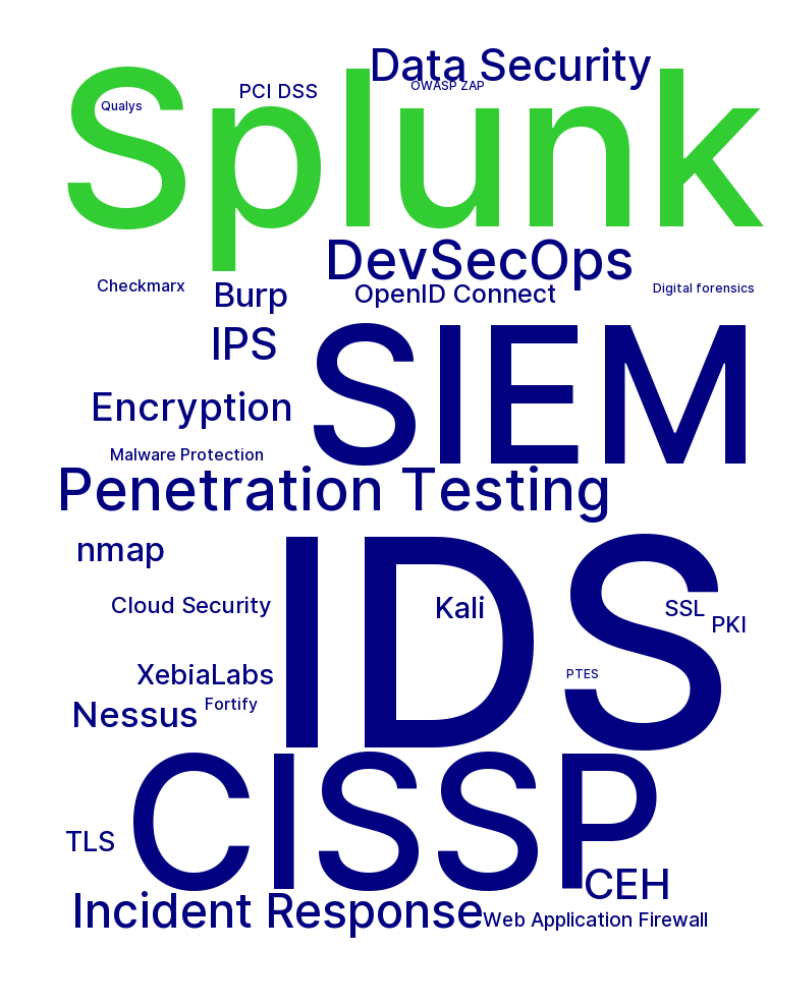 Data Security
OWASP ZAP
PCI DSS
Qualys
Splunk
DevSecOps
Checkmarx
Burp
OpenID Connect
Digital forensics
IPS
SIEM
Encryption
Malware Protection
Penetration Testing
nmap
IDS
Cloud Security
Kali
SSL
PKI
XebiaLabs
PTES
Nessus
Fortify
CISSP
TLS
CEH
Incident Response
Web Application Firewall